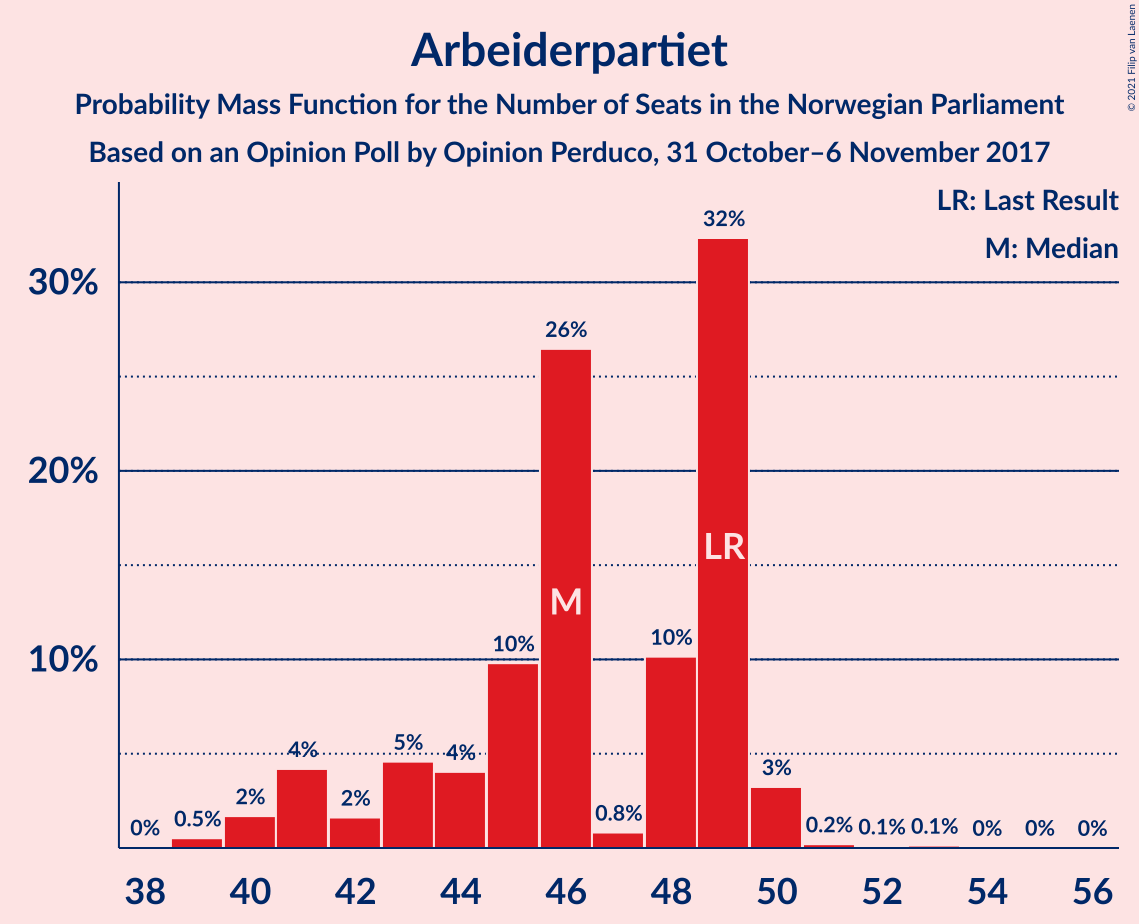 © 2021 Filip van Laenen
Arbeiderpartiet
Probability Mass Function for the Number of Seats in the Norwegian Parliament
Based on an Opinion Poll by Opinion Perduco, 31 October–6 November 2017
LR: Last Result
M: Median
30%
20%
10%
0%
0.5%
2%
4%
2%
5%
4%
10%
26%
0.8%
10%
32%
3%
0.2%
0.1%
0.1%
0%
0%
0%
M
LR
38 40 42 44 46 48 50 52 54 56